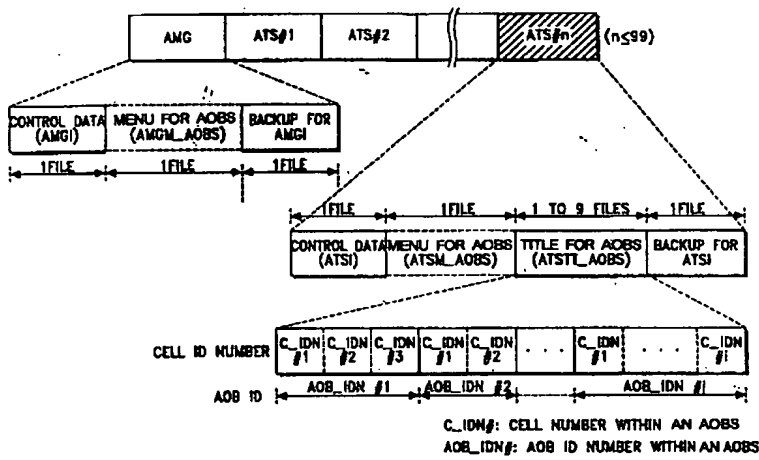 AMG ATS#1 ATS#2 ATS#n (n≤99)
CONTROL DATA (AMGI) MENU FOR AOBS (AMGM_AOBS) BACKUP FOR AMGI
1FILE 1FILE 1FILE
1FILE 1FILE 1 TO 9 FILES 1FILE
CONTROL DATA (ATSI) MENU FOR AOBS (ATSM_AOBS) TITLE FOR AOBS (ATSTT_AOBS) BACKUP FOR ATSI
CELL ID NUMBER C_IDN #1 C_IDN #2 C_IDN #3 C_IDN #1 C_IDN #2 . . . C_IDN #1 . . . . C_IDN #i
AOB ID AOB_IDN #1 AOB_IDN #2 AOB_IDN #i
C_IDN#: CELL NUMBER WITHIN AN AOBS
AOB_IDN#: AOB ID NUMBER WITHIN AN AOBS